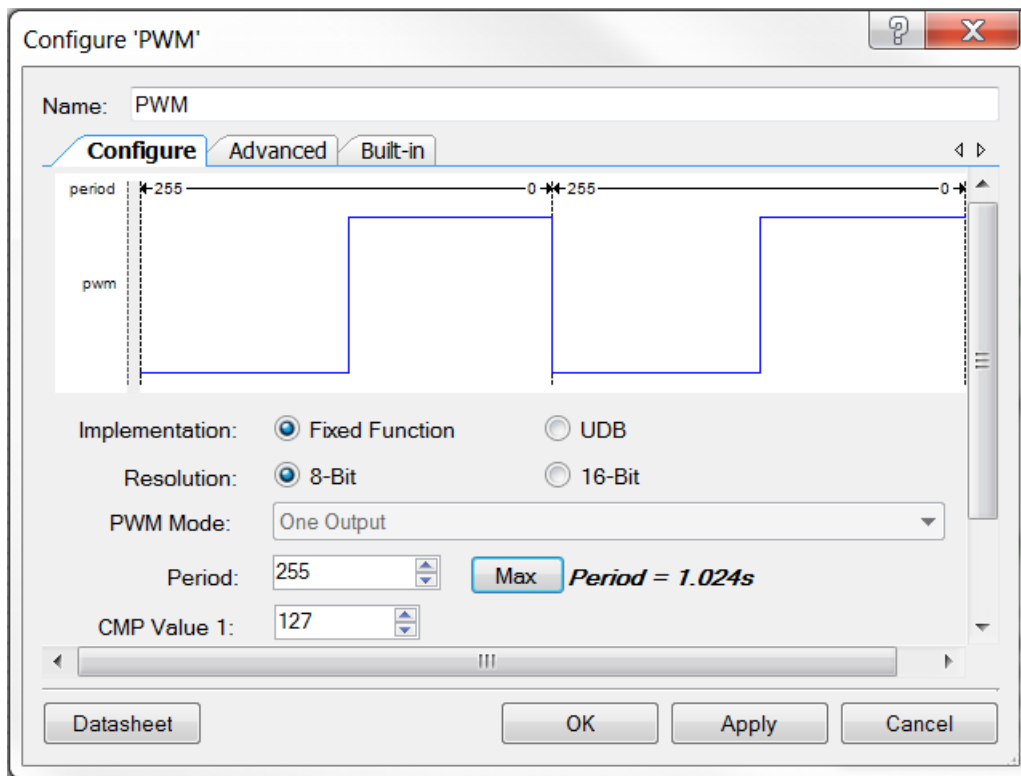 Configure 'PWM'
Name: PWM
Configure Advanced Built-in
period 255 0 255 0
pwm
Implementation: Fixed Function UDB
Resolution: 8-Bit 16-Bit
PWM Mode: One Output
Period: 255 Max Period = 1.024s
CMP Value 1: 127
Datasheet OK Apply Cancel